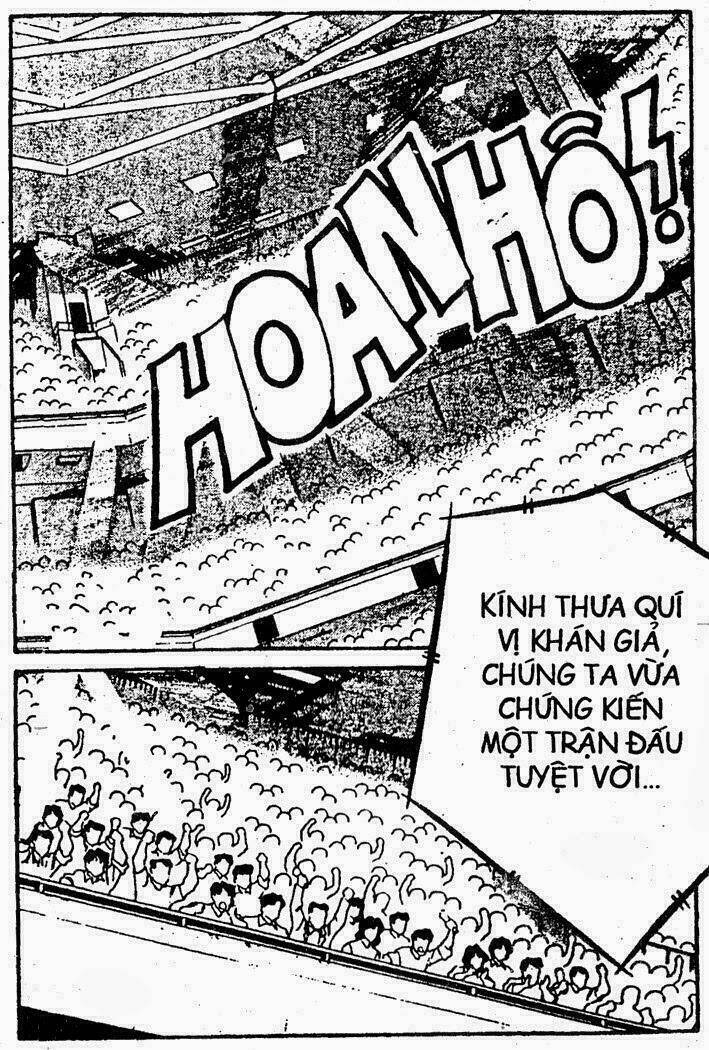 HOAN HÔ!
KÍNH THƯA QUÍ
VỊ KHÁN GIẢ,
CHÚNG TA VỪA
CHỨNG KIẾN
MỘT TRẬN ĐẤU
TUYỆT VỜI...